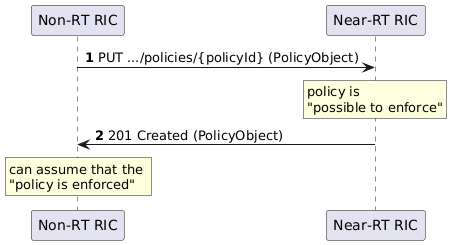 Non-RT RIC
Near-RT RIC
1 PUT .../policies/{policyId} (PolicyObject)
policy is
"possible to enforce"
2 201 Created (PolicyObject)
can assume that the
"policy is enforced"
Non-RT RIC
Near-RT RIC